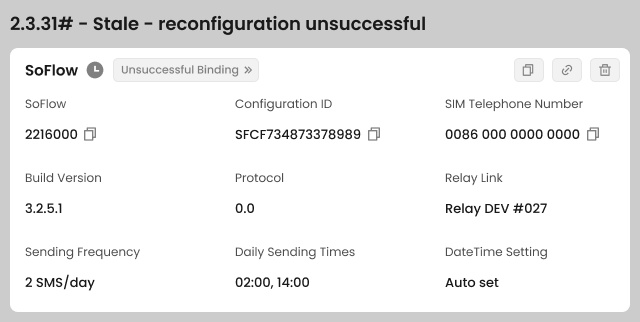 2.3.31# - Stale - reconfiguration unsuccessful
SoFlow Unsuccessful Binding »
SoFlow Configuration ID SIM Telephone Number
2216000 SFCF734873378989 0086 000 0000 0000
Build Version Protocol Relay Link
3.2.5.1 0.0 Relay DEV #027
Sending Frequency Daily Sending Times DateTime Setting
2 SMS/day 02:00, 14:00 Auto set